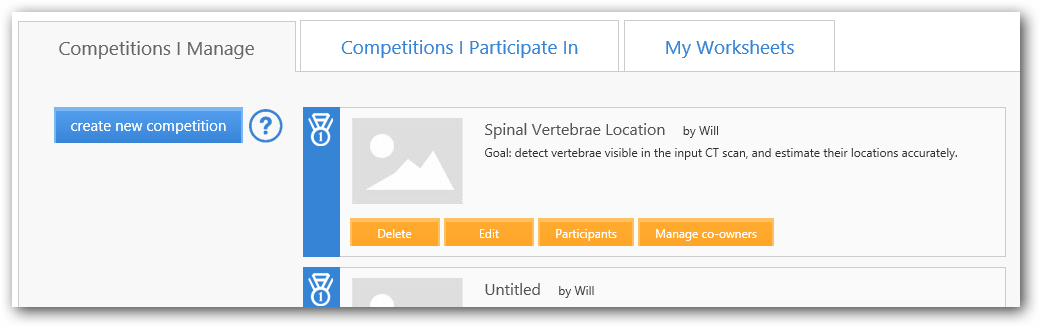 Competitions I Manage
Competitions I Participate In
My Worksheets
create new competition
?
1
Spinal Vertebrae Location by Will
Goal: detect vertebrae visible in the input CT scan, and estimate their locations accurately.
Delete Edit Participants Manage co-owners
1
Untitled by Will